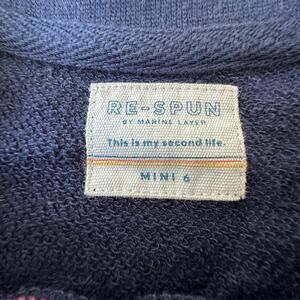 RE-SPUN
BY MARINE LAYER
This is my second life.
MINI 6